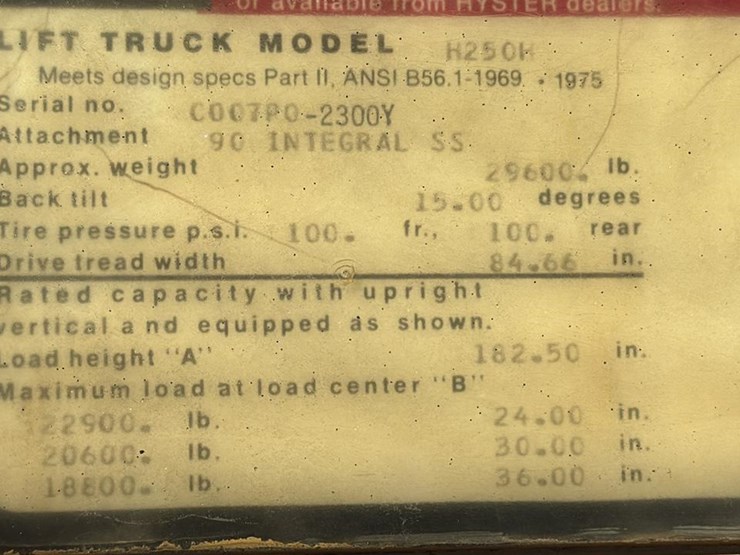 or available from HYSTER dealers.
LIFT TRUCK MODEL H250H
Meets design specs Part II, ANSI B56.1-1969. • 1975
Serial no. C007P0-2300Y
Attachment 90 INTEGRAL SS
Approx. weight 29600. lb.
Back tilt 15.00 degrees
Tire pressure p.s.i. 100. fr., 100. rear
Drive tread width 84.66 in.
Rated capacity with upright
vertical and equipped as shown.
Load height "A" 182.50 in.
Maximum load at load center "B"
22900. lb. 24.00 in.
20600. lb. 30.00 in.
18800. lb. 36.00 in.